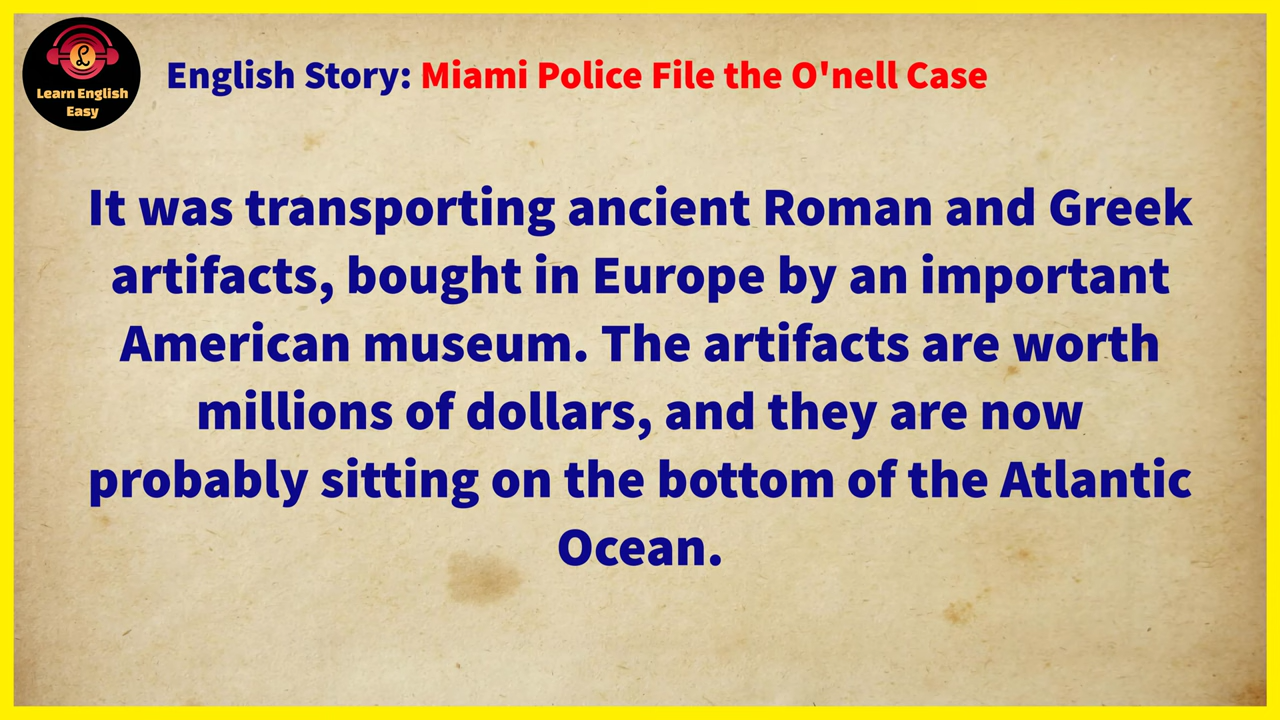 Learn English
Easy
English Story: Miami Police File the O'nell Case
It was transporting ancient Roman and Greek
artifacts, bought in Europe by an important
American museum. The artifacts are worth
millions of dollars, and they are now
probably sitting on the bottom of the Atlantic
Ocean.